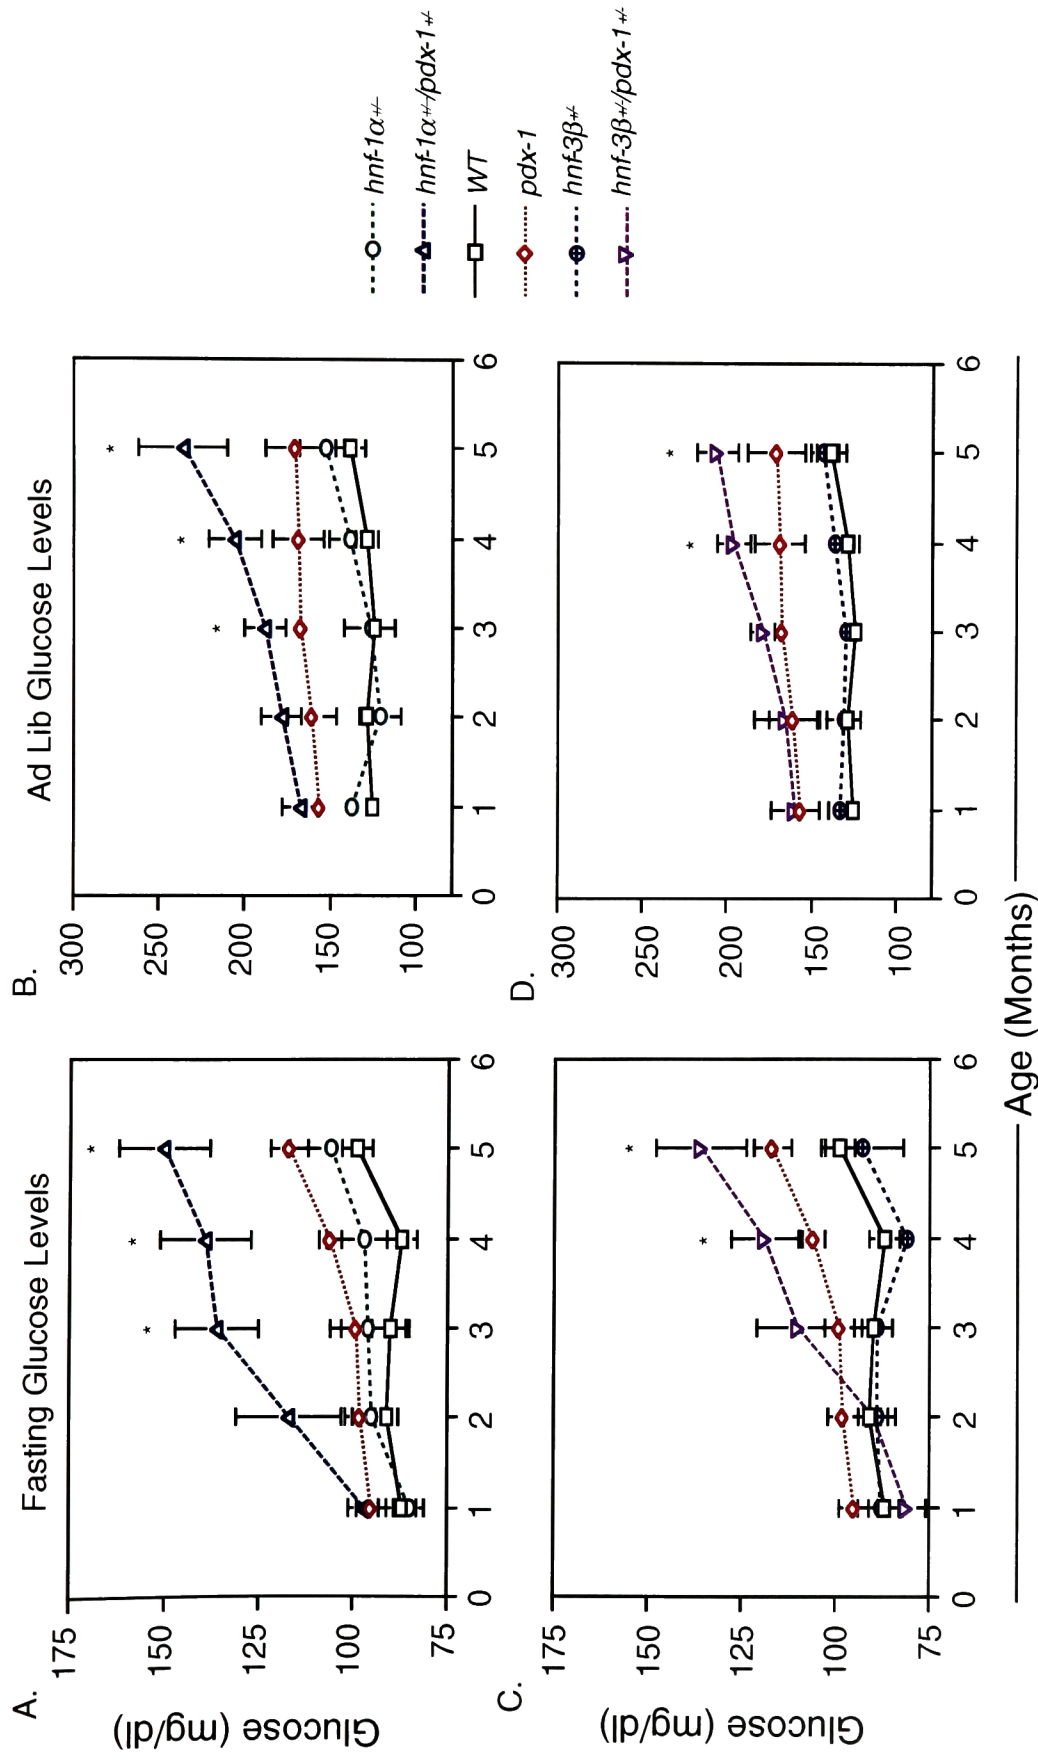 Fasting Glucose Levels
Ad Lib Glucose Levels
A.
175
150
125
100
75
Glucose (mg/dl)
* * *
0 1 2 3 4 5 6
B.
300
250
200
150
100
* * *
0 1 2 3 4 5 6
C.
175
150
125
100
75
Glucose (mg/dl)
* *
0 1 2 3 4 5 6
D.
300
250
200
150
100
* *
0 1 2 3 4 5 6
Age (Months)
hnf-1α+/-
hnf-1α+/-/pdx-1+/-
WT
pdx-1
hnf-3β+/-
hnf-3β+/-/pdx-1+/-